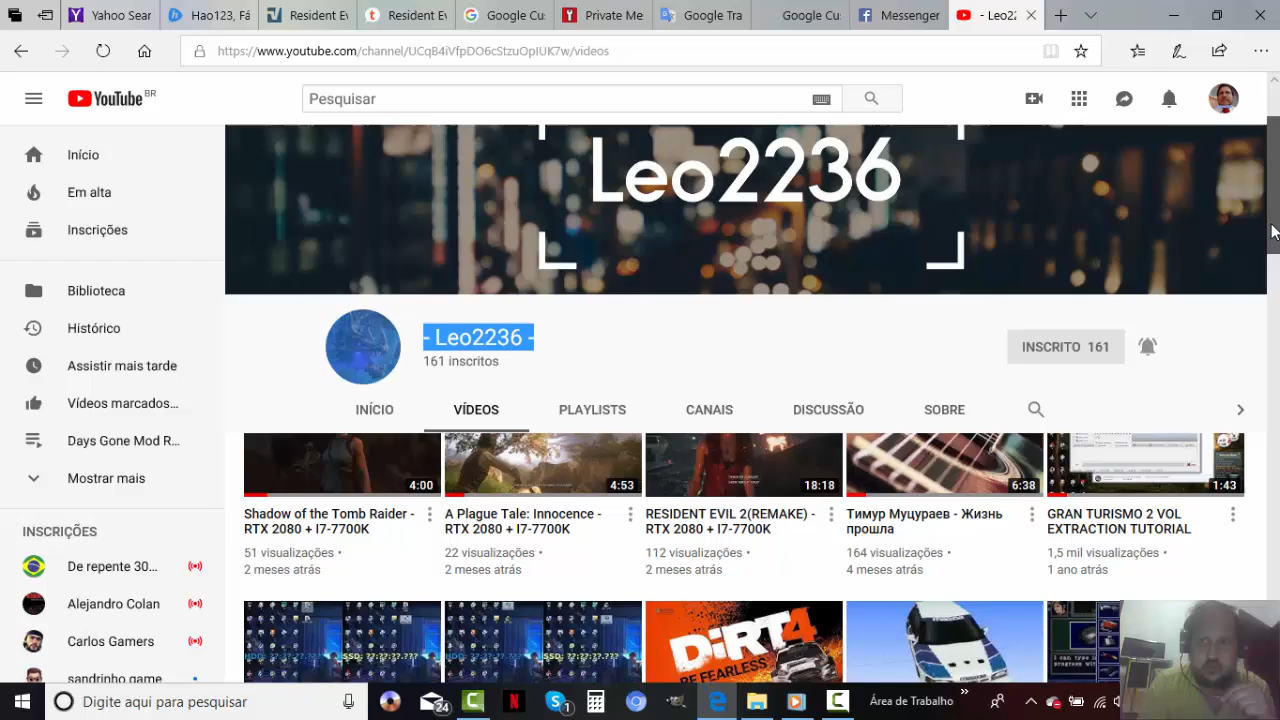 Yahoo Sear
Hao123, Fá
Resident Ev
Resident Ev
Google Cus
Private Me
Google Tra
Google Cus
Messenger
- Leo22
https://www.youtube.com/channel/UCqB4iVfpDO6cStzuOpIUK7w/videos
YouTube BR
Pesquisar
Início
Em alta
Inscrições
Biblioteca
Histórico
Assistir mais tarde
Vídeos marcados...
Days Gone Mod R...
Mostrar mais
INSCRIÇÕES
De repente 30...
Alejandro Colan
Carlos Gamers
sandrinho game
Leo2236
- Leo2236 -
161 inscritos
INSCRITO 161
INÍCIO
VÍDEOS
PLAYLISTS
CANAIS
DISCUSSÃO
SOBRE
4:00
4:53
18:18
6:38
1:43
Shadow of the Tomb Raider -
RTX 2080 + I7-7700K
51 visualizações •
2 meses atrás
A Plague Tale: Innocence -
RTX 2080 + I7-7700K
22 visualizações •
2 meses atrás
RESIDENT EVIL 2(REMAKE) -
RTX 2080 + I7-7700K
112 visualizações •
2 meses atrás
Тимур Муцураев - Жизнь
прошла
164 visualizações •
4 meses atrás
GRAN TURISMO 2 VOL
EXTRACTION TUTORIAL
1,5 mil visualizações •
1 ano atrás
DiRT4
BE FEARLESS
Digite aqui para pesquisar
24
1
Área de Trabalho